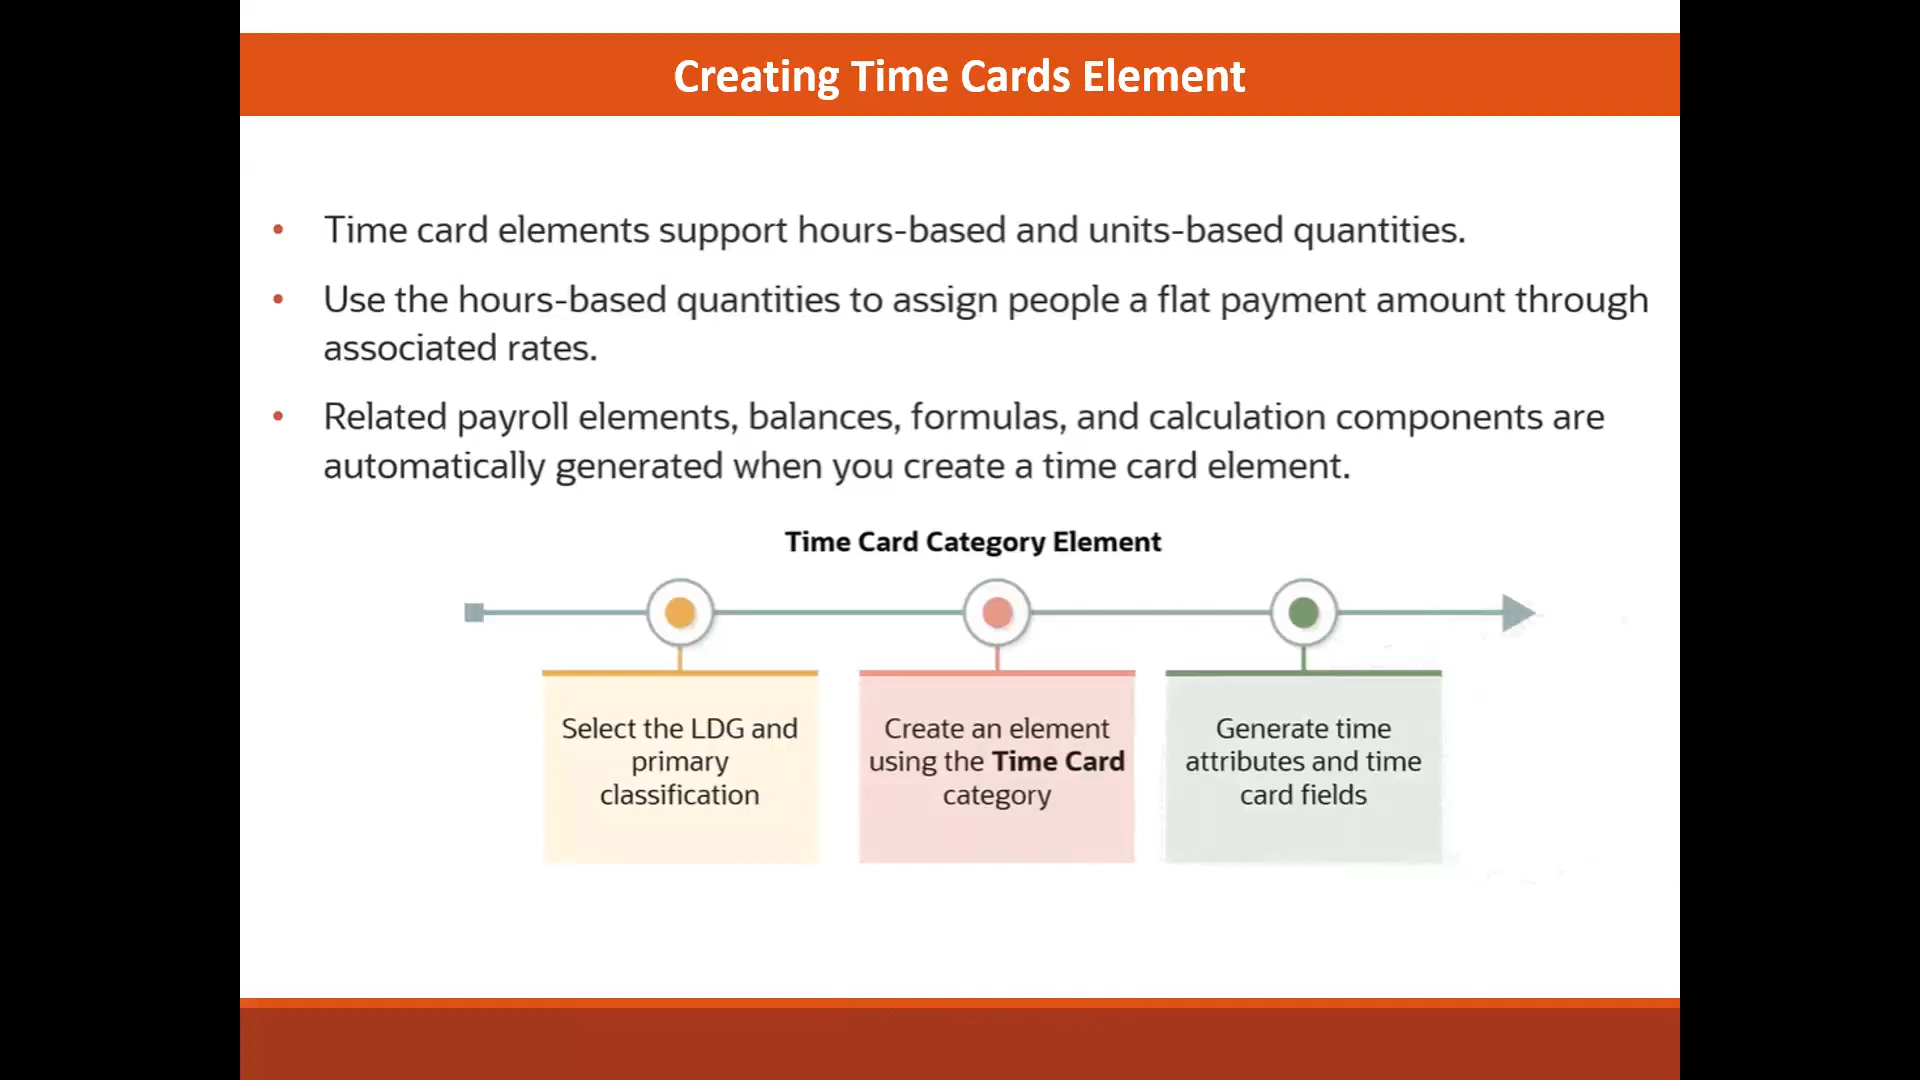 Creating Time Cards Element
• Time card elements support hours-based and units-based quantities.
• Use the hours-based quantities to assign people a flat payment amount through
associated rates.
• Related payroll elements, balances, formulas, and calculation components are
automatically generated when you create a time card element.
Time Card Category Element
Select the LDG and
primary
classification
Create an element
using the Time Card
category
Generate time
attributes and time
card fields